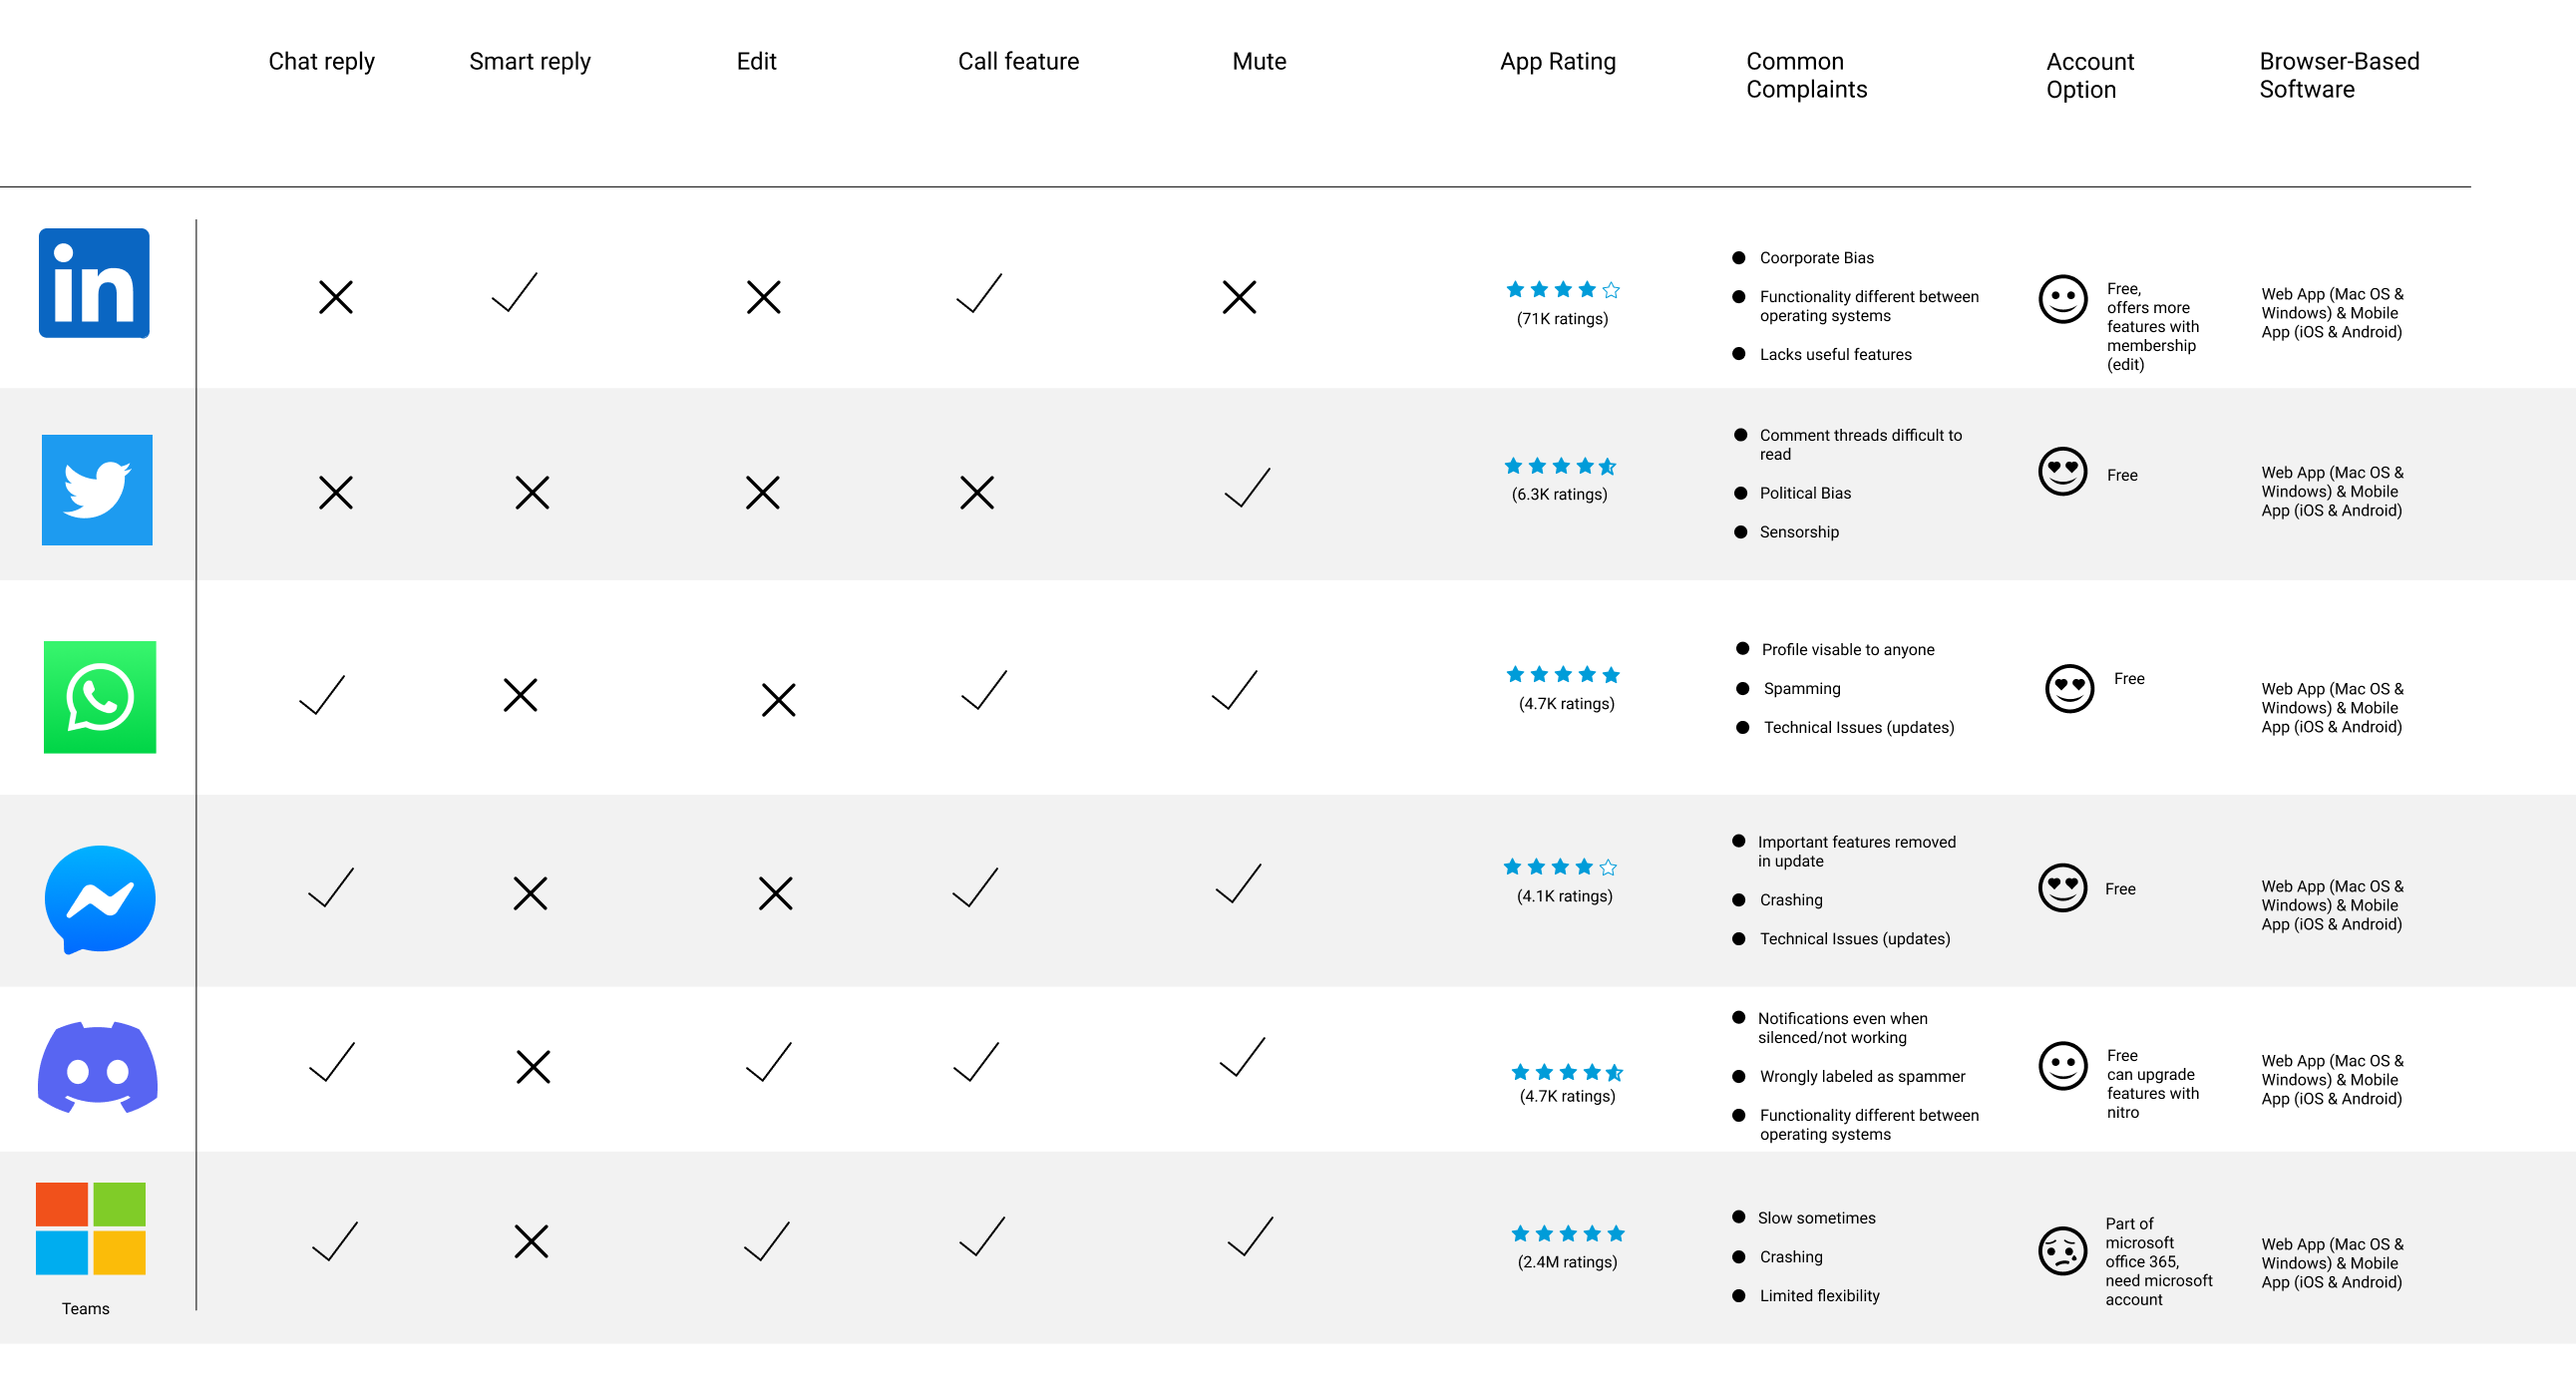 Chat reply
Smart reply
Edit
Call feature
Mute
App Rating
Common
Complaints
Account
Option
Browser-Based
Software
in
(71K ratings)
Coorporate Bias
Functionality different between
operating systems
Lacks useful features
Free,
offers more
features with
membership
(edit)
Web App (Mac OS &
Windows) & Mobile
App (iOS & Android)
(6.3K ratings)
Comment threads difficult to
read
Political Bias
Sensorship
Free
Web App (Mac OS &
Windows) & Mobile
App (iOS & Android)
(4.7K ratings)
Profile visable to anyone
Spamming
Technical Issues (updates)
Free
Web App (Mac OS &
Windows) & Mobile
App (iOS & Android)
(4.1K ratings)
Important features removed
in update
Crashing
Technical Issues (updates)
Free
Web App (Mac OS &
Windows) & Mobile
App (iOS & Android)
(4.7K ratings)
Notifications even when
silenced/not working
Wrongly labeled as spammer
Functionality different between
operating systems
Free
can upgrade
features with
nitro
Web App (Mac OS &
Windows) & Mobile
App (iOS & Android)
Teams
(2.4M ratings)
Slow sometimes
Crashing
Limited flexibility
Part of
microsoft
office 365,
need microsoft
account
Web App (Mac OS &
Windows) & Mobile
App (iOS & Android)